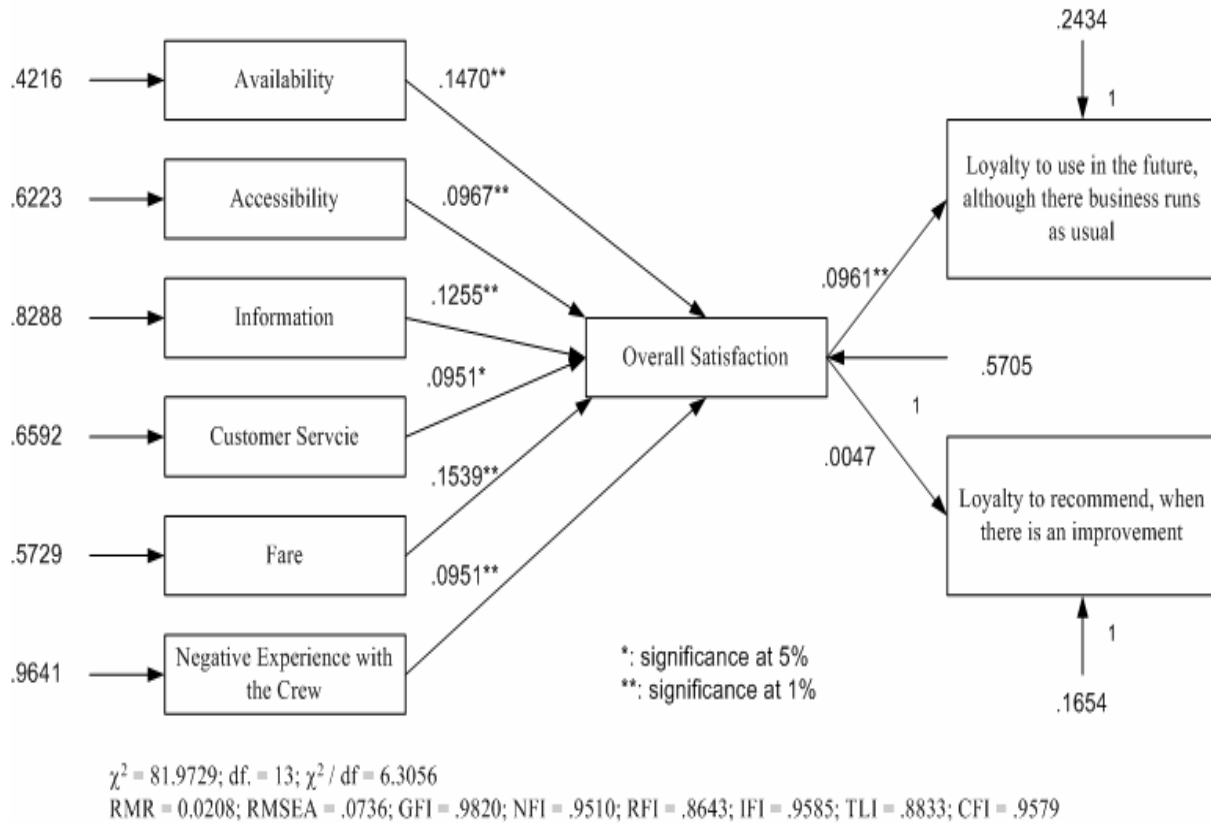 .2434
.4216
Availability
.1470**
1
.6223
Accessibility
.0967**
Loyalty to use in the future,
although there business runs
as usual
.0961**
.8288
Information
.1255**
Overall Satisfaction
.5705
.0951*
1
.6592
Customer Servcie
.0047
.1539**
Loyalty to recommend, when
there is an improvement
.5729
Fare
.0951**
1
.9641
Negative Experience with
the Crew
*: significance at 5%
**: significance at 1%
.1654
χ² = 81.9729; df. = 13; χ² / df = 6.3056
RMR = 0.0208; RMSEA = .0736; GFI = .9820; NFI = .9510; RFI = .8643; IFI = .9585; TLI = .8833; CFI = .9579